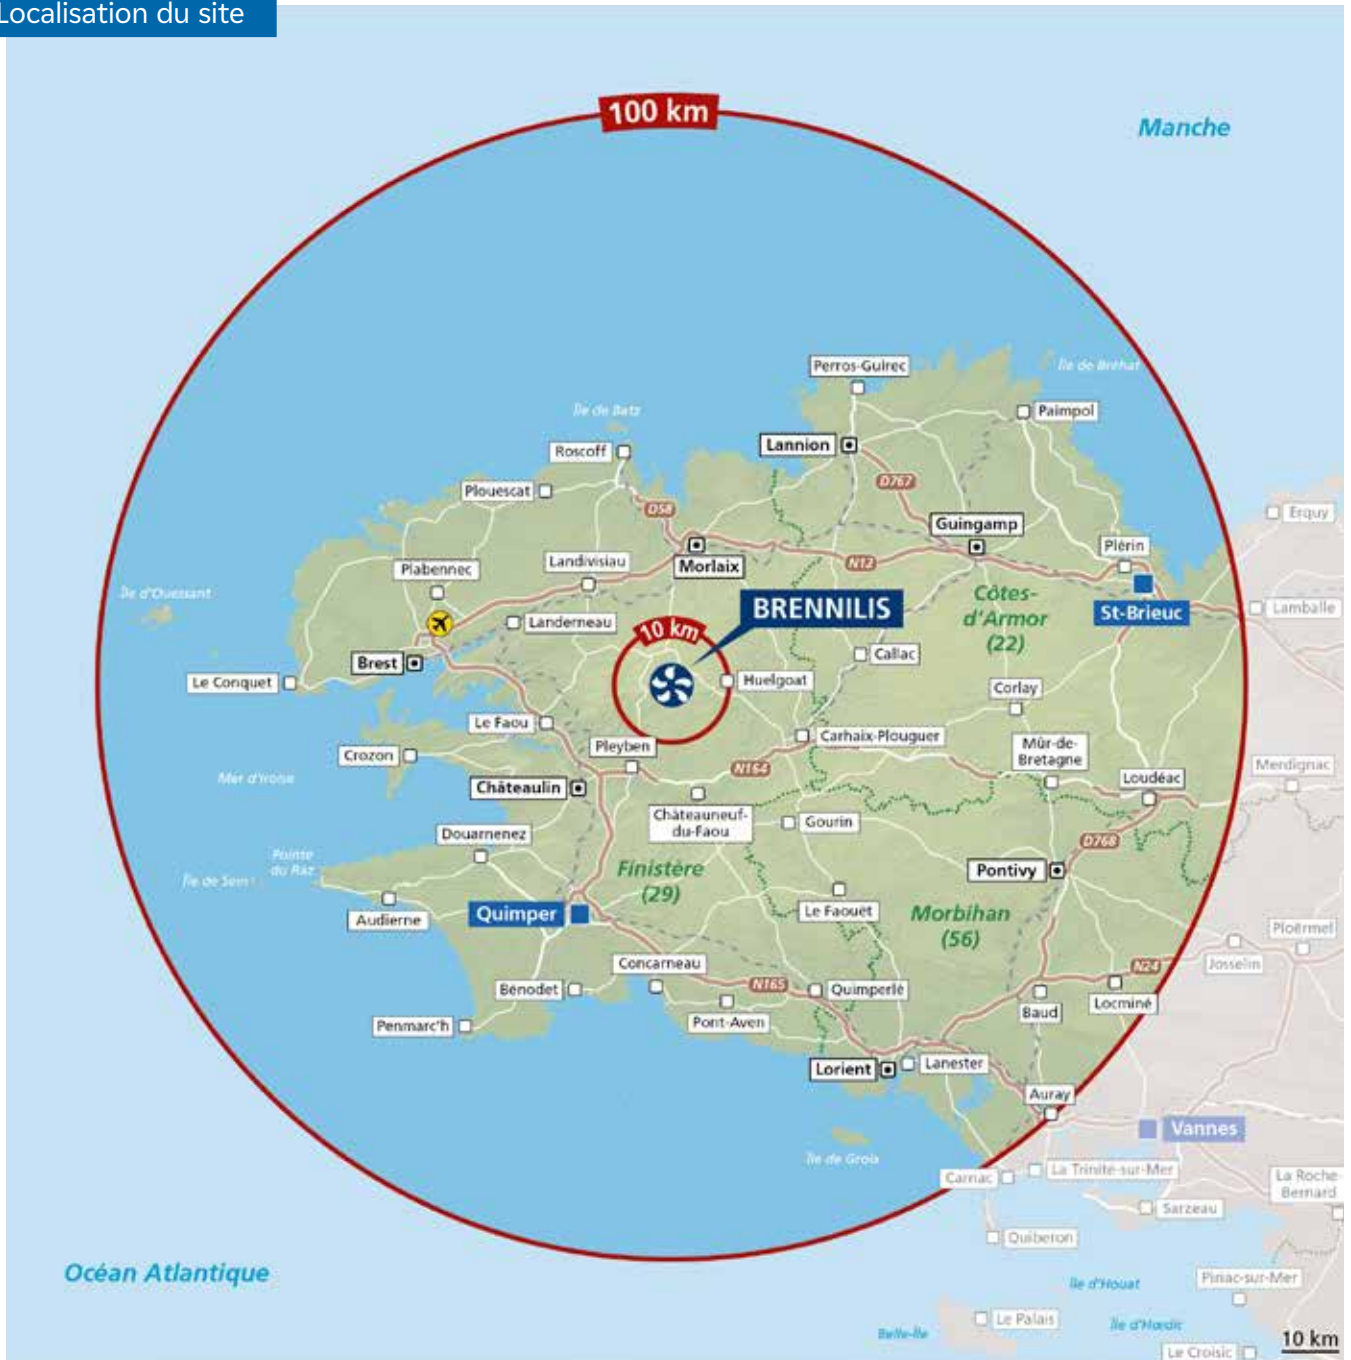 Localisation du site
100 km
Manche
Perros-Guirec
Île de Bréhat
Île de Batz
Paimpol
Lannion
Roscoff
D767
Plouescat
D58
Erquy
Guingamp
Plérin
Morlaix
N12
Landivisiau
Plabennec
Île d'Ouessant
BRENNILIS
Côtes-
d'Armor
(22)
St-Brieuc
Lamballe
Landerneau
10 km
Callac
Brest
Le Conquet
Huelgoat
Corlay
Le Faou
Carhaix-Plouguer
Pleyben
Crozon
Mûr-de-
Bretagne
Merdrignac
Mer d'Iroise
N164
Loudéac
Châteaulin
Châteauneuf-
du-Faou
Gourin
Douarnenez
D768
Pointe
du Raz
Île de Sein
Finistère
(29)
Pontivy
Audierne
Quimper
Le Faouët
Morbihan
(56)
Ploërmel
Josselin
Concarneau
N24
Bénodet
N165
Quimperlé
Locminé
Baud
Penmarc'h
Pont-Aven
Lorient
Lanester
Auray
Vannes
Île de Groix
Carnac
La Trinité-sur-Mer
La Roche-
Bernard
Sarzeau
Quiberon
Océan Atlantique
Île d'Houat
Piriac-sur-Mer
Le Palais
Île d'Hœdic
Belle-Île
10 km
Le Croisic